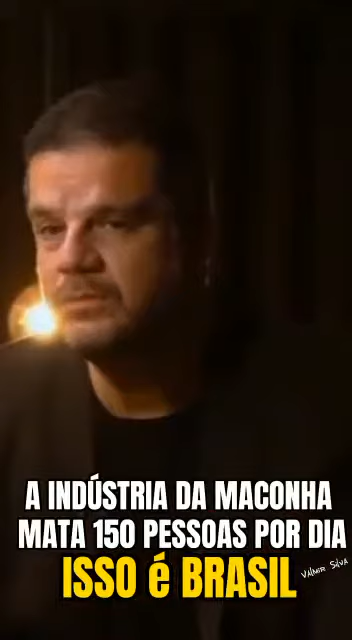 A INDÚSTRIA DA MACONHA
MATA 150 PESSOAS POR DIA
ISSO é BRASIL
VALMIR SILVA